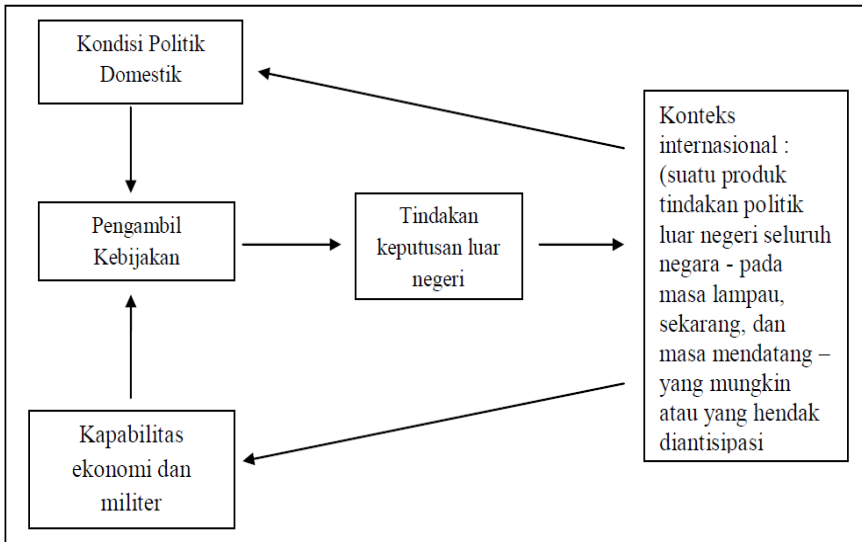 Kondisi Politik
Domestik
Pengambil
Kebijakan
Kapabilitas
ekonomi dan
militer
Tindakan
keputusan luar
negeri
Konteks
internasional :
(suatu produk
tindakan politik
luar negeri seluruh
negara - pada
masa lampau,
sekarang, dan
masa mendatang –
yang mungkin
atau yang hendak
diantisipasi